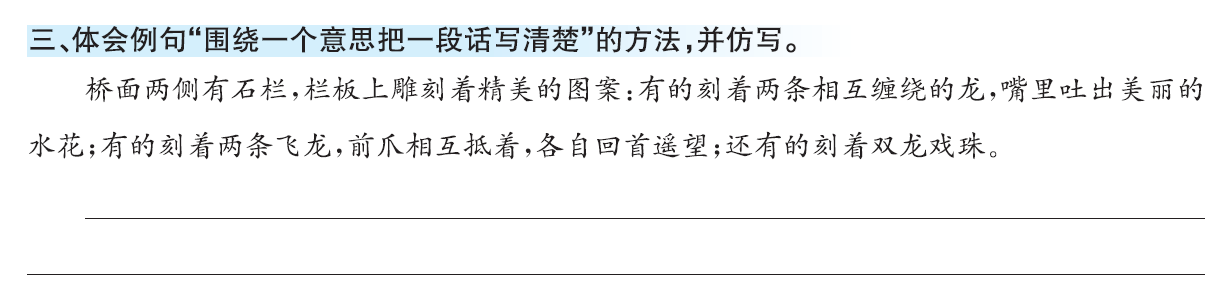 三、体会例句“围绕一个意思把一段话写清楚”的方法,并仿写。
桥面两侧有石栏,栏板上雕刻着精美的图案:有的刻着两条相互缠绕的龙,嘴里吐出美丽的
水花;有的刻着两条飞龙,前爪相互抵着,各自回首遥望;还有的刻着双龙戏珠。